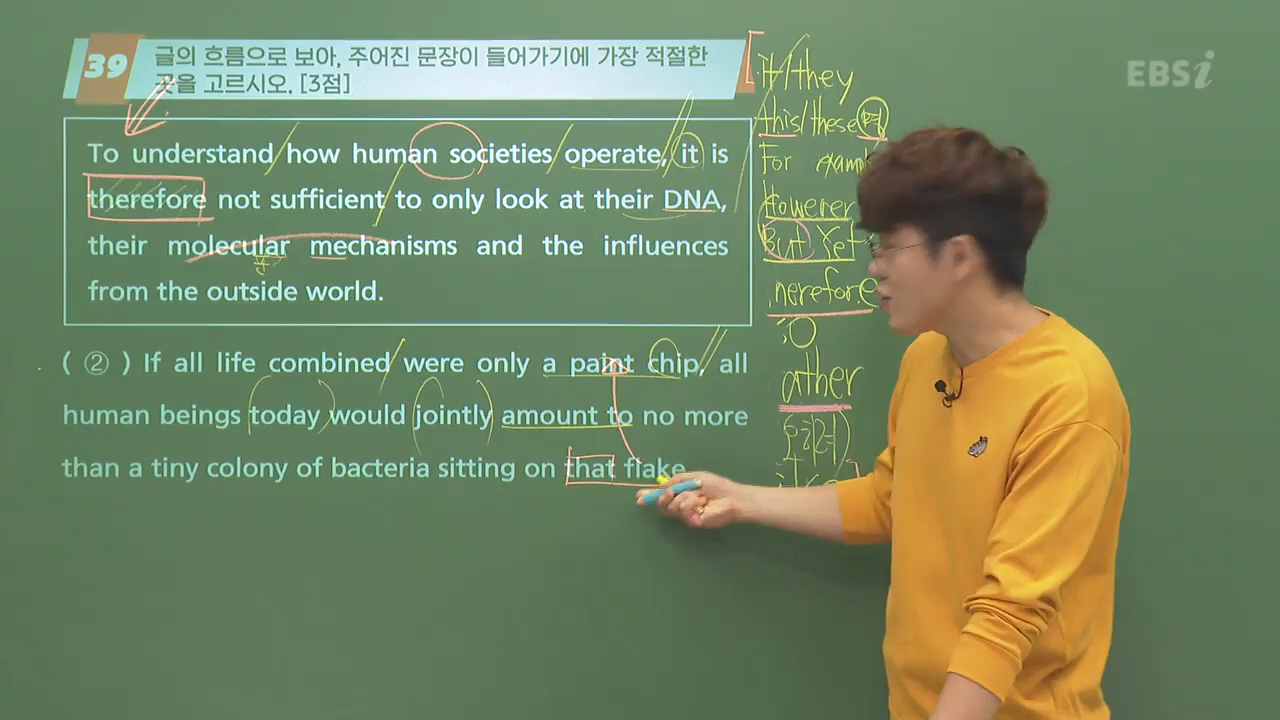 39
글의 흐름으로 보아, 주어진 문장이 들어가기에 가장 적절한
곳을 고르시오. [3점]
To understand how human societies operate, it is
therefore not sufficient to only look at their DNA,
their molecular mechanisms and the influences
from the outside world.
( ② ) If all life combined were only a paint chip, all
human beings today would jointly amount to no more
than a tiny colony of bacteria sitting on that flake
it/they
this/these
For
However
But Yet
EBSi